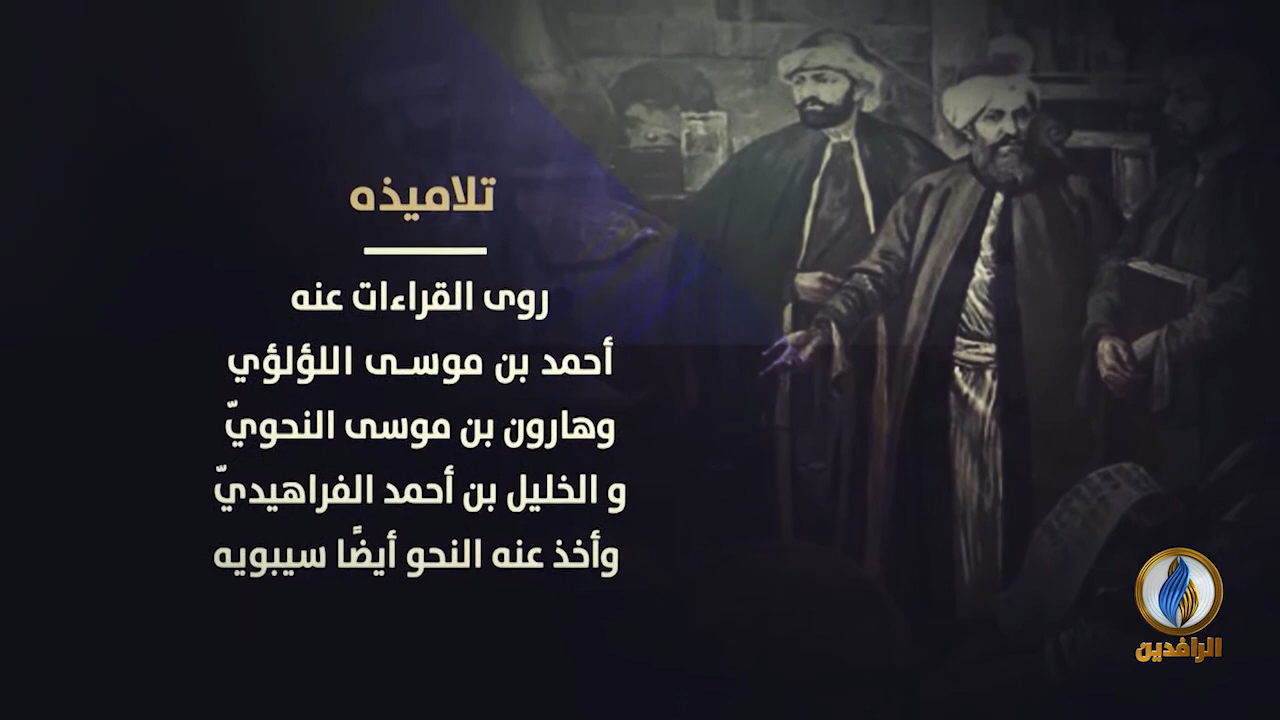 تلاميذه
روى القراءات عنه
أحمد بن موسى اللؤلؤي
وهارون بن موسى النحويّ
و الخليل بن أحمد الفراهيديّ
وأخذ عنه النحو أيضًا سيبويه
الرافدين